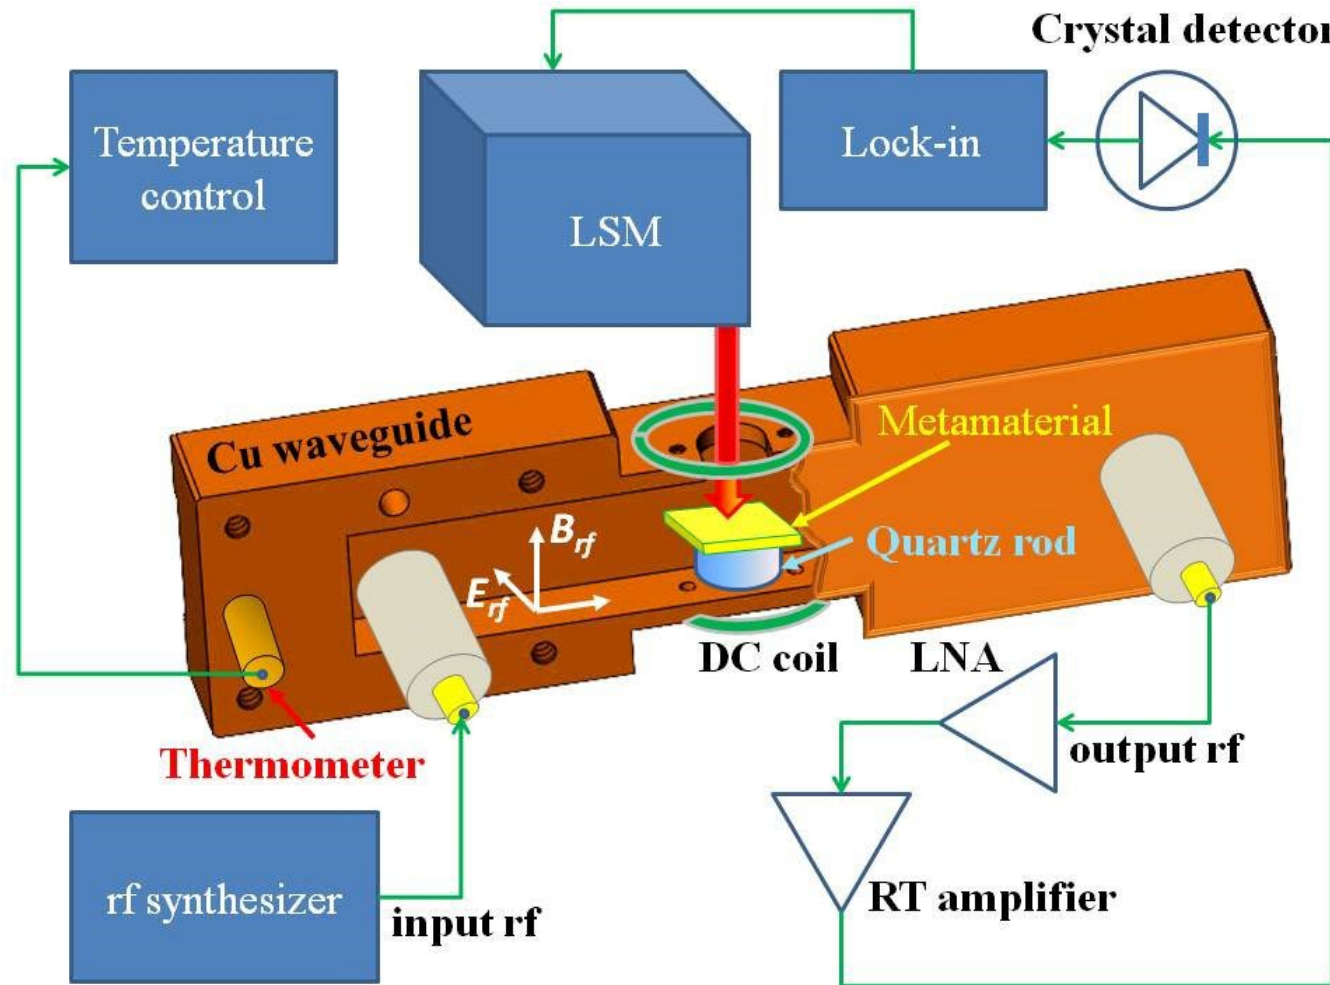 Crystal detector
Temperature
control
LSM
Lock-in
Cu waveguide
Metamaterial
Quartz rod
B_rf
E_rf
DC coil
LNA
Thermometer
output rf
rf synthesizer
input rf
RT amplifier